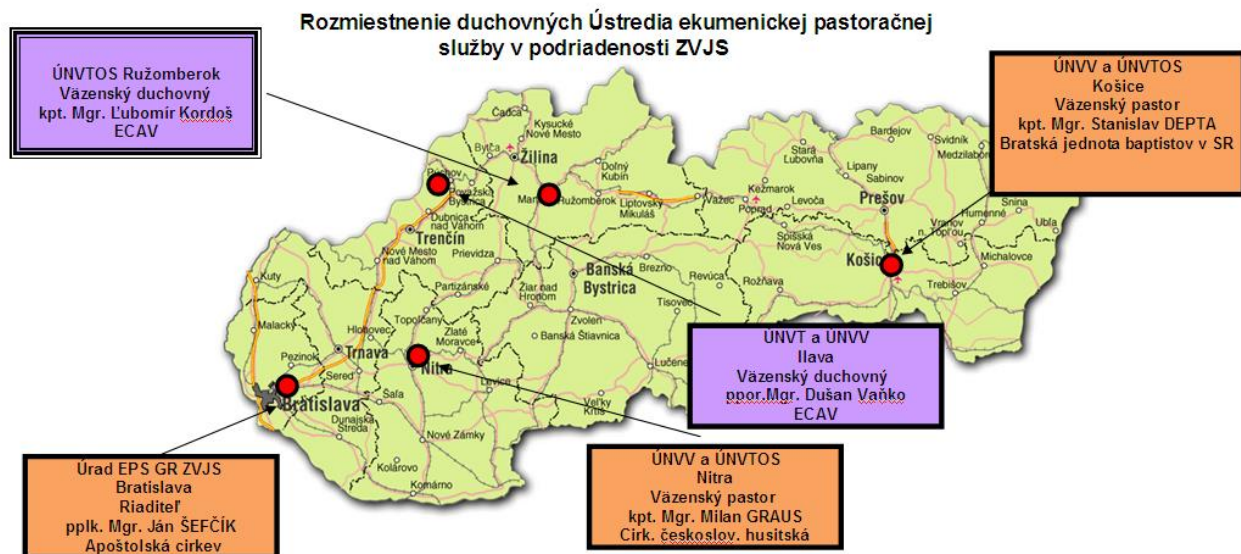 Rozmiestnenie duchovných Ústredia ekumenickej pastoračnej
služby v podriadenosti ZVJS
ÚNVTOS Ružomberok
Väzenský duchovný
kpt. Mgr. Ľubomír Kordoš
ECAV
ÚNVV a ÚNVTOS
Košice
Väzenský pastor
kpt. Mgr. Stanislav DEPTA
Bratská jednota baptistov v SR
Čadca
Kysucké
Nové Mesto
Bytča
Žilina
Považská
Bystrica
Dubnica
nad Váhom
Trenčín
Nové Mesto
nad Váhom
Prievidza
Dolný
Kubín
Ružomberok
Liptovský
Mikuláš
Važec
Poprad
Kežmarok
Levoča
Stará
Ľubovňa
Spišská
Nová Ves
Bardejov
Svidník
Medzilaborce
Lipany
Sabinov
Prešov
Vranov
n. Topľou
Humenné
Snina
Ubľa
Michalovce
Trebišov
Košic
Banská
Bystrica
Brezno
Revúca
Rožňava
Tisovec
Zvolen
Banská Štiavnica
Žiar nad
Hronom
Partizánske
Topoľčany
Zlaté
Moravce
Kuty
Malacky
Pezinok
Hlohovec
Trnava
Sereď
Nitra
Levice
Lučene
Veľký
Krtíš
Šaľa
Bratislava
Dunajská
Streda
Nové Zámky
Kolárovo
Komárno
ÚNVT a ÚNVV
Ilava
Väzenský duchovný
ppor.Mgr. Dušan Vaňko
ECAV
Úrad EPS GR ZVJS
Bratislava
Riaditeľ
pplk. Mgr. Ján ŠEFČÍK
Apoštolská cirkev
ÚNVV a ÚNVTOS
Nitra
Väzenský pastor
kpt. Mgr. Milan GRAUS
Cirk. českoslov. husitská